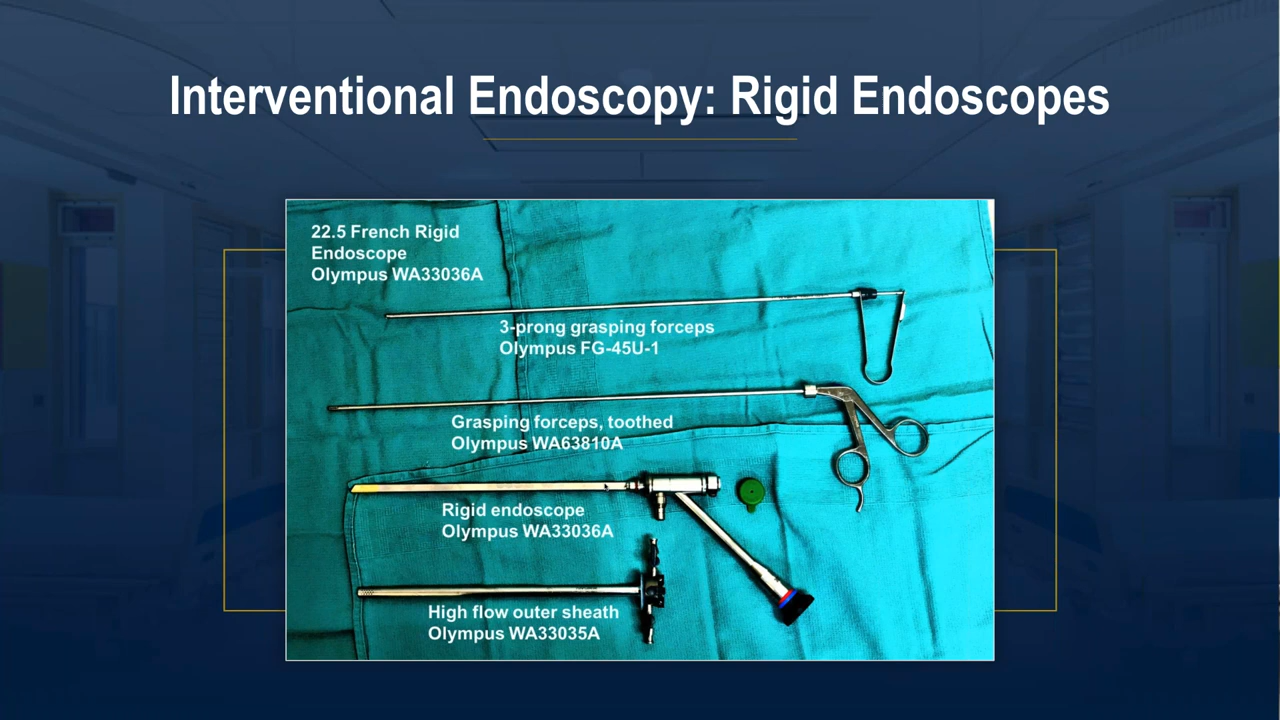 Interventional Endoscopy: Rigid Endoscopes
22.5 French Rigid
Endoscope
Olympus WA33036A
3-prong grasping forceps
Olympus FG-45U-1
Grasping forceps, toothed
Olympus WA63810A
Rigid endoscope
Olympus WA33036A
High flow outer sheath
Olympus WA33035A